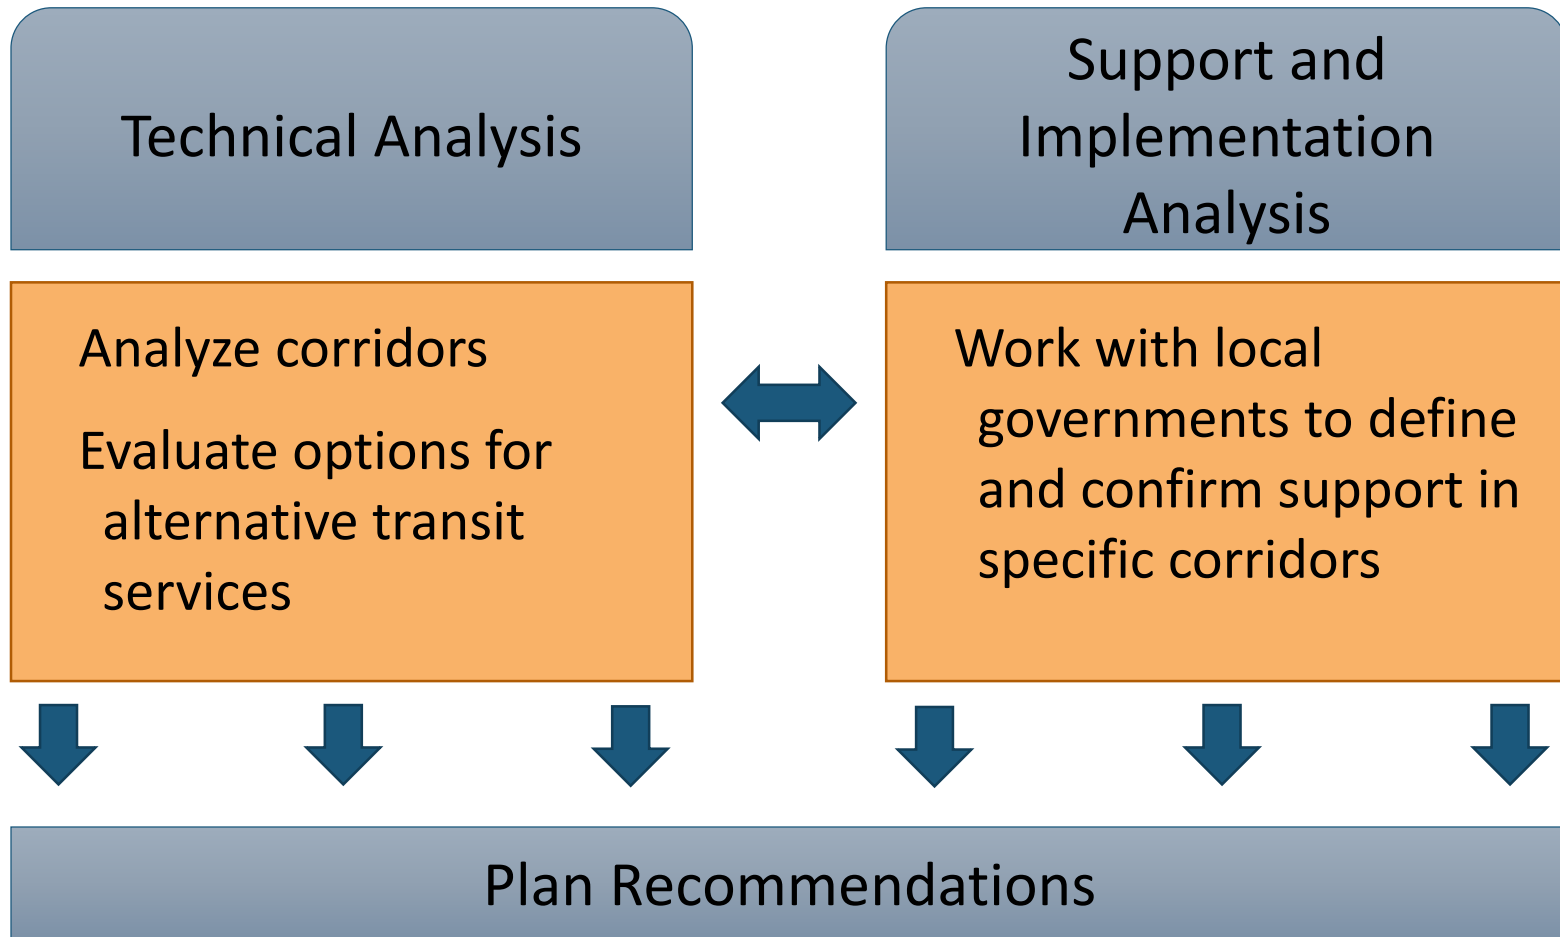 Technical Analysis
Support and
Implementation
Analysis
Analyze corridors
Evaluate options for
alternative transit
services
Work with local
governments to define
and confirm support in
specific corridors
Plan Recommendations